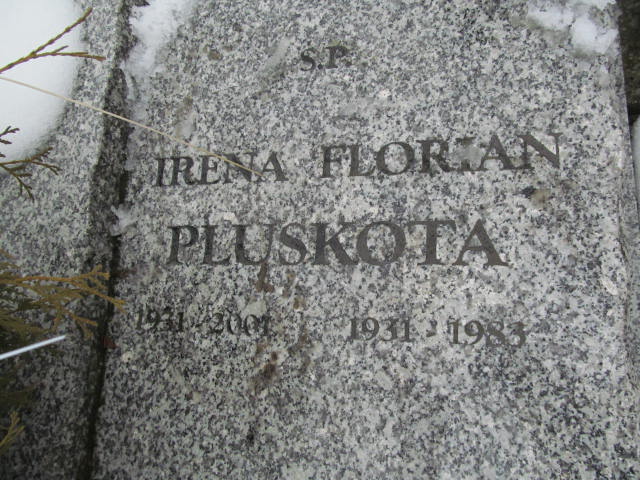 S.P.
IRENA FLORIAN
PLUSKOTA
1931 - 2001 1931 - 1983